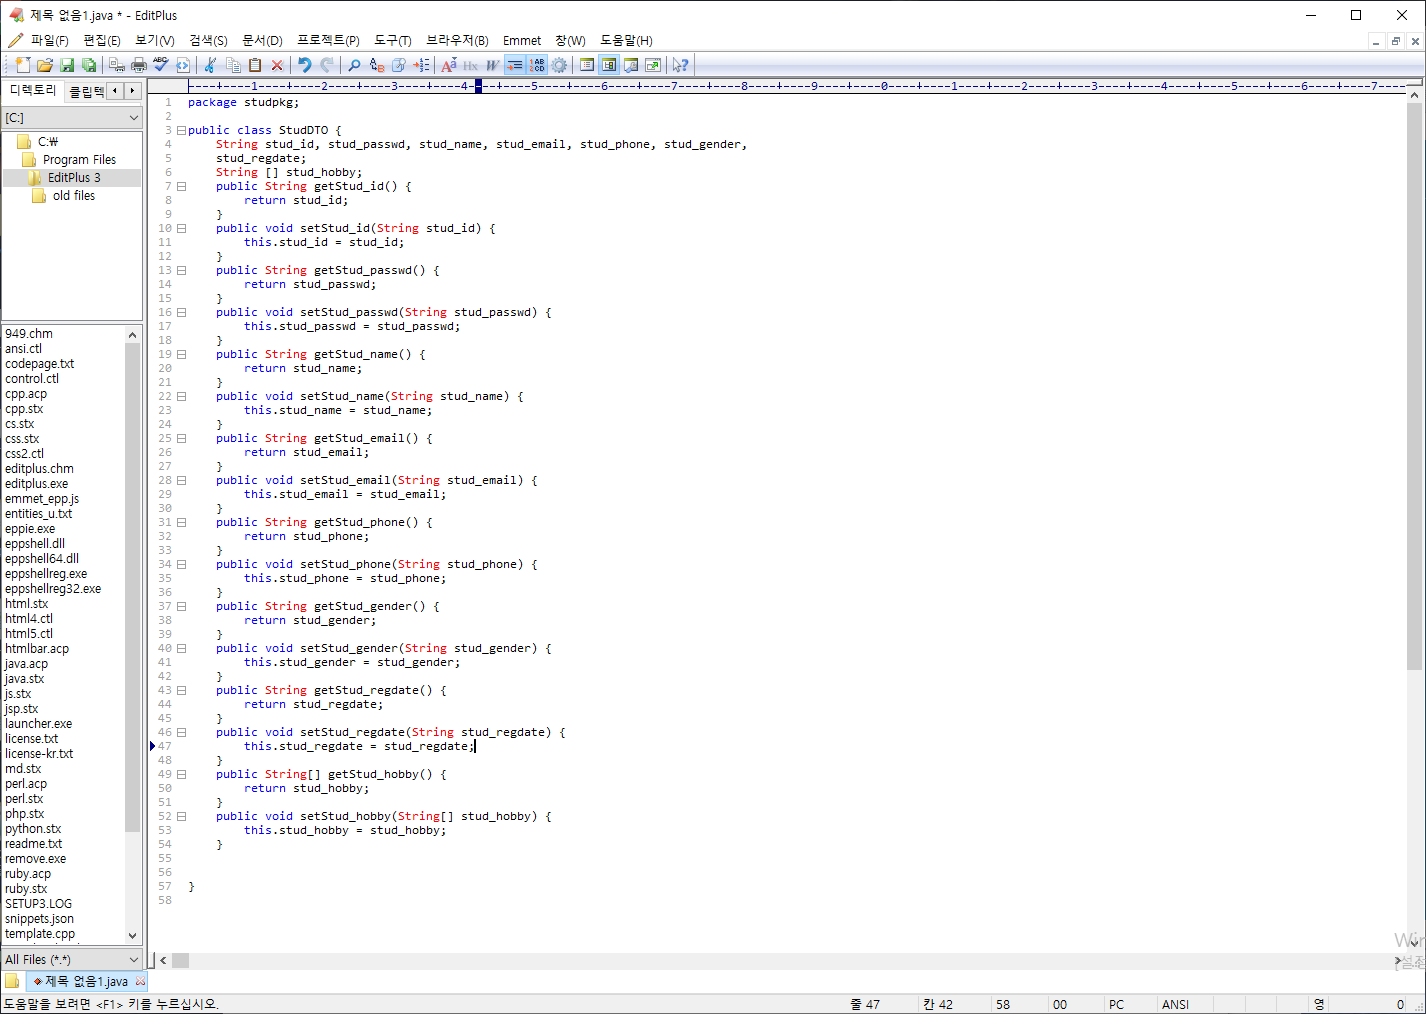 제목 없음1.java * - EditPlus
파일(F) 편집(E) 보기(V) 검색(S) 문서(D) 프로젝트(P) 도구(T) 브라우저(B) Emmet 창(W) 도움말(H)
디렉토리 클립텍
[C:]
C:₩
Program Files
EditPlus 3
old files
949.chm
ansi.ctl
codepage.txt
control.ctl
cpp.acp
cpp.stx
cs.stx
css.stx
css2.ctl
editplus.chm
editplus.exe
emmet_epp.js
entities_u.txt
eppie.exe
eppshell.dll
eppshell64.dll
eppshellreg.exe
eppshellreg32.exe
html.stx
html4.ctl
html5.ctl
htmlbar.acp
java.acp
java.stx
js.stx
jsp.stx
launcher.exe
license.txt
license-kr.txt
md.stx
perl.acp
perl.stx
php.stx
python.stx
readme.txt
remove.exe
ruby.acp
ruby.stx
SETUP3.LOG
snippets.json
template.cpp
All Files (*.*)
----+----1----+----2----+----3----+----4----+----5----+----6----+----7----+----8----+----9----+----0----+----1----+----2----+----3----+----4----+----5----+----6----+----7--
1 package studpkg;
2
3 public class StudDTO {
4 String stud_id, stud_passwd, stud_name, stud_email, stud_phone, stud_gender,
5 stud_regdate;
6 String [] stud_hobby;
7 public String getStud_id() {
8 return stud_id;
9 }
10 public void setStud_id(String stud_id) {
11 this.stud_id = stud_id;
12 }
13 public String getStud_passwd() {
14 return stud_passwd;
15 }
16 public void setStud_passwd(String stud_passwd) {
17 this.stud_passwd = stud_passwd;
18 }
19 public String getStud_name() {
20 return stud_name;
21 }
22 public void setStud_name(String stud_name) {
23 this.stud_name = stud_name;
24 }
25 public String getStud_email() {
26 return stud_email;
27 }
28 public void setStud_email(String stud_email) {
29 this.stud_email = stud_email;
30 }
31 public String getStud_phone() {
32 return stud_phone;
33 }
34 public void setStud_phone(String stud_phone) {
35 this.stud_phone = stud_phone;
36 }
37 public String getStud_gender() {
38 return stud_gender;
39 }
40 public void setStud_gender(String stud_gender) {
41 this.stud_gender = stud_gender;
42 }
43 public String getStud_regdate() {
44 return stud_regdate;
45 }
46 public void setStud_regdate(String stud_regdate) {
47 this.stud_regdate = stud_regdate;
48 }
49 public String[] getStud_hobby() {
50 return stud_hobby;
51 }
52 public void setStud_hobby(String[] stud_hobby) {
53 this.stud_hobby = stud_hobby;
54 }
55
56
57 }
58
제목 없음1.java
도움말을 보려면 <F1> 키를 누르십시오. 줄 47 칸 42 58 00 PC ANSI 영 0